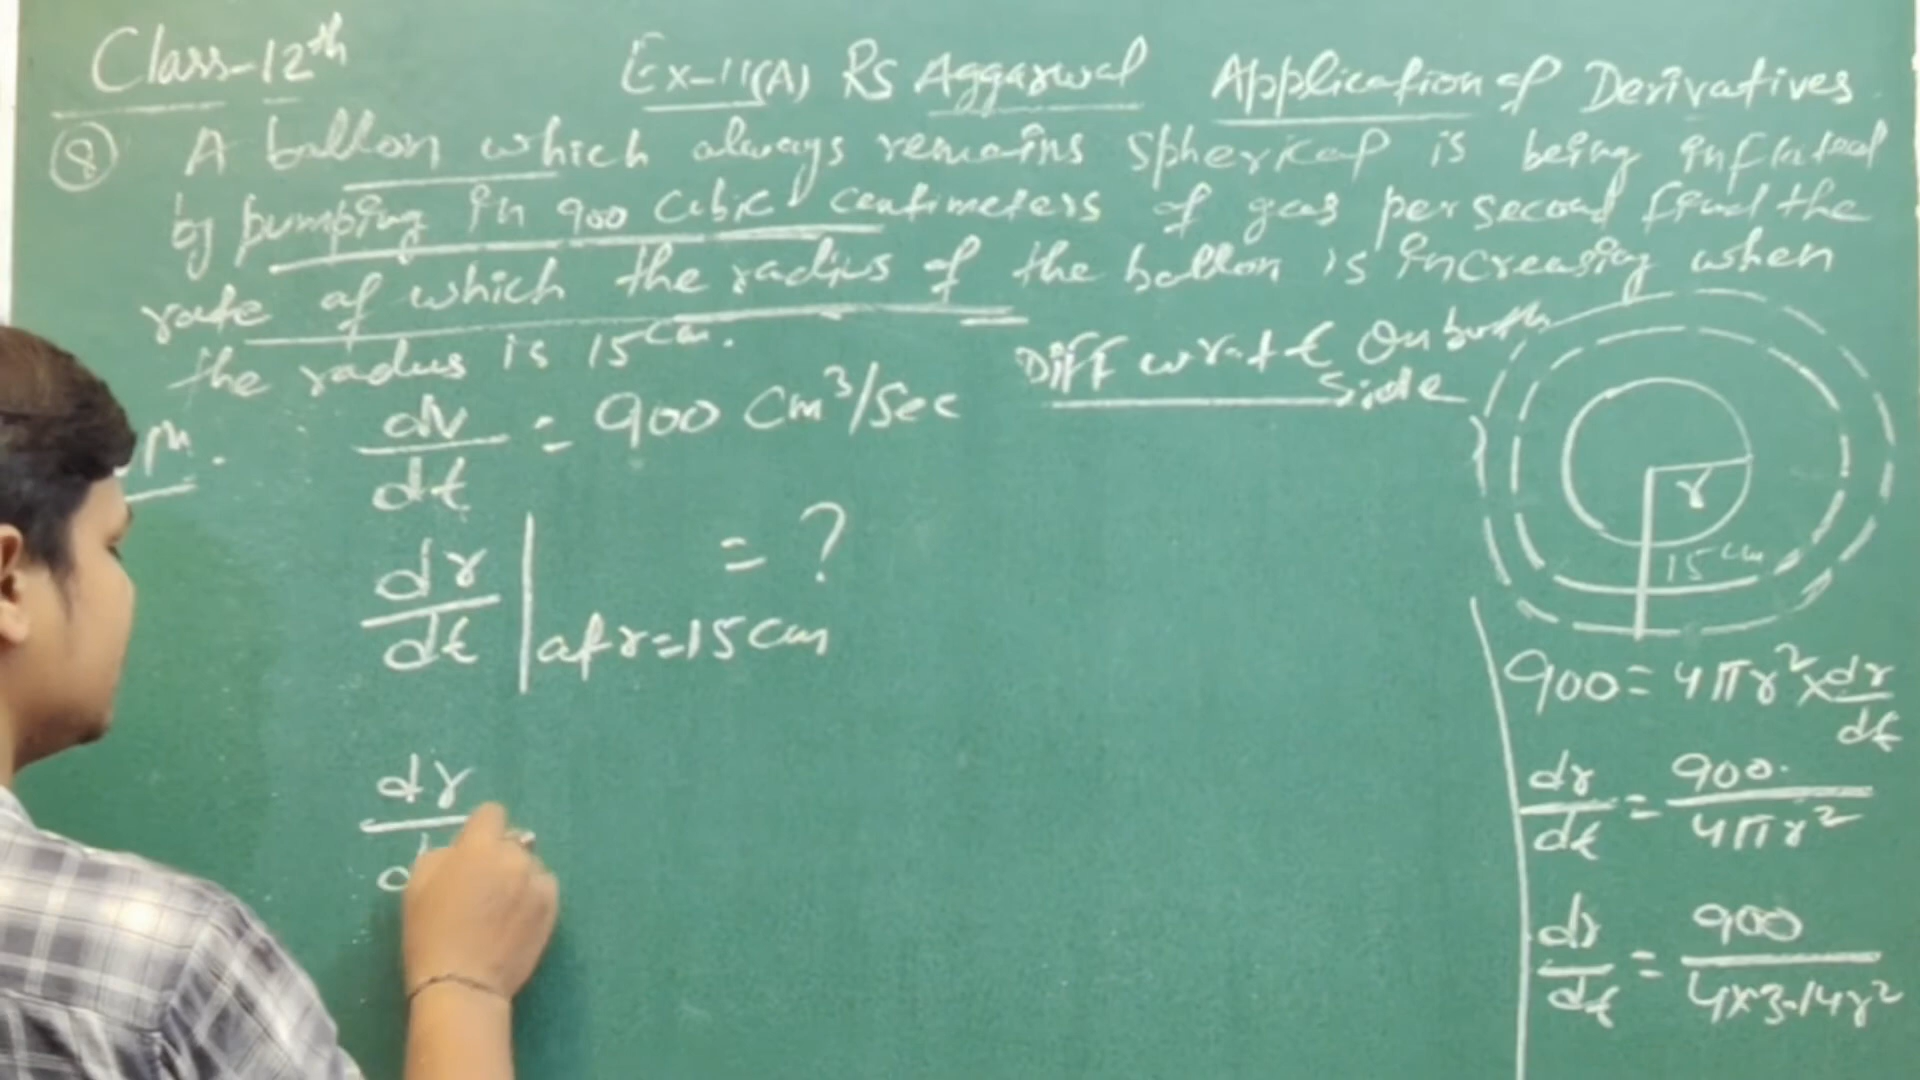 Class-12th
Ex-11(A) RS Aggarwal Application of Derivatives
8 A ballon which always remains spherical is being inflated
by pumping in 900 cubic centimeters of gas per second find the
rate of which the radius of the ballon is increasing when
the radus is 15cm.
Diff w r.t t on both
side
dv/dt = 900 cm³/sec
dr/dt | at r=15cm = ?
dr
r
15cm
900 = 4πr² × dr/dt
dr/dt = 900/4πr²
dr/dt = 900/4×3.14r²